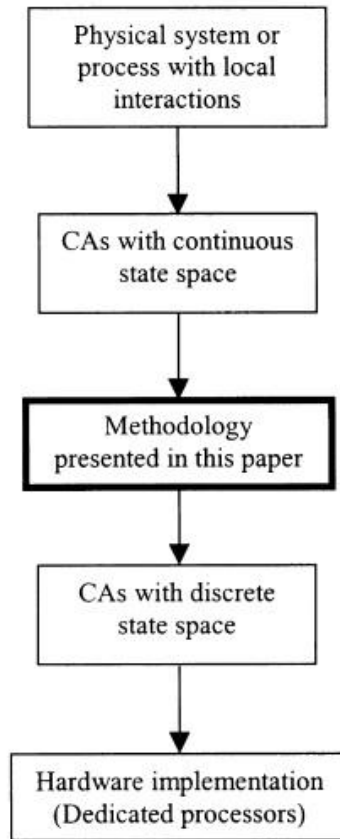 Physical system or
process with local
interactions
CAs with continuous
state space
Methodology
presented in this paper
CAs with discrete
state space
Hardware implementation
(Dedicated processors)